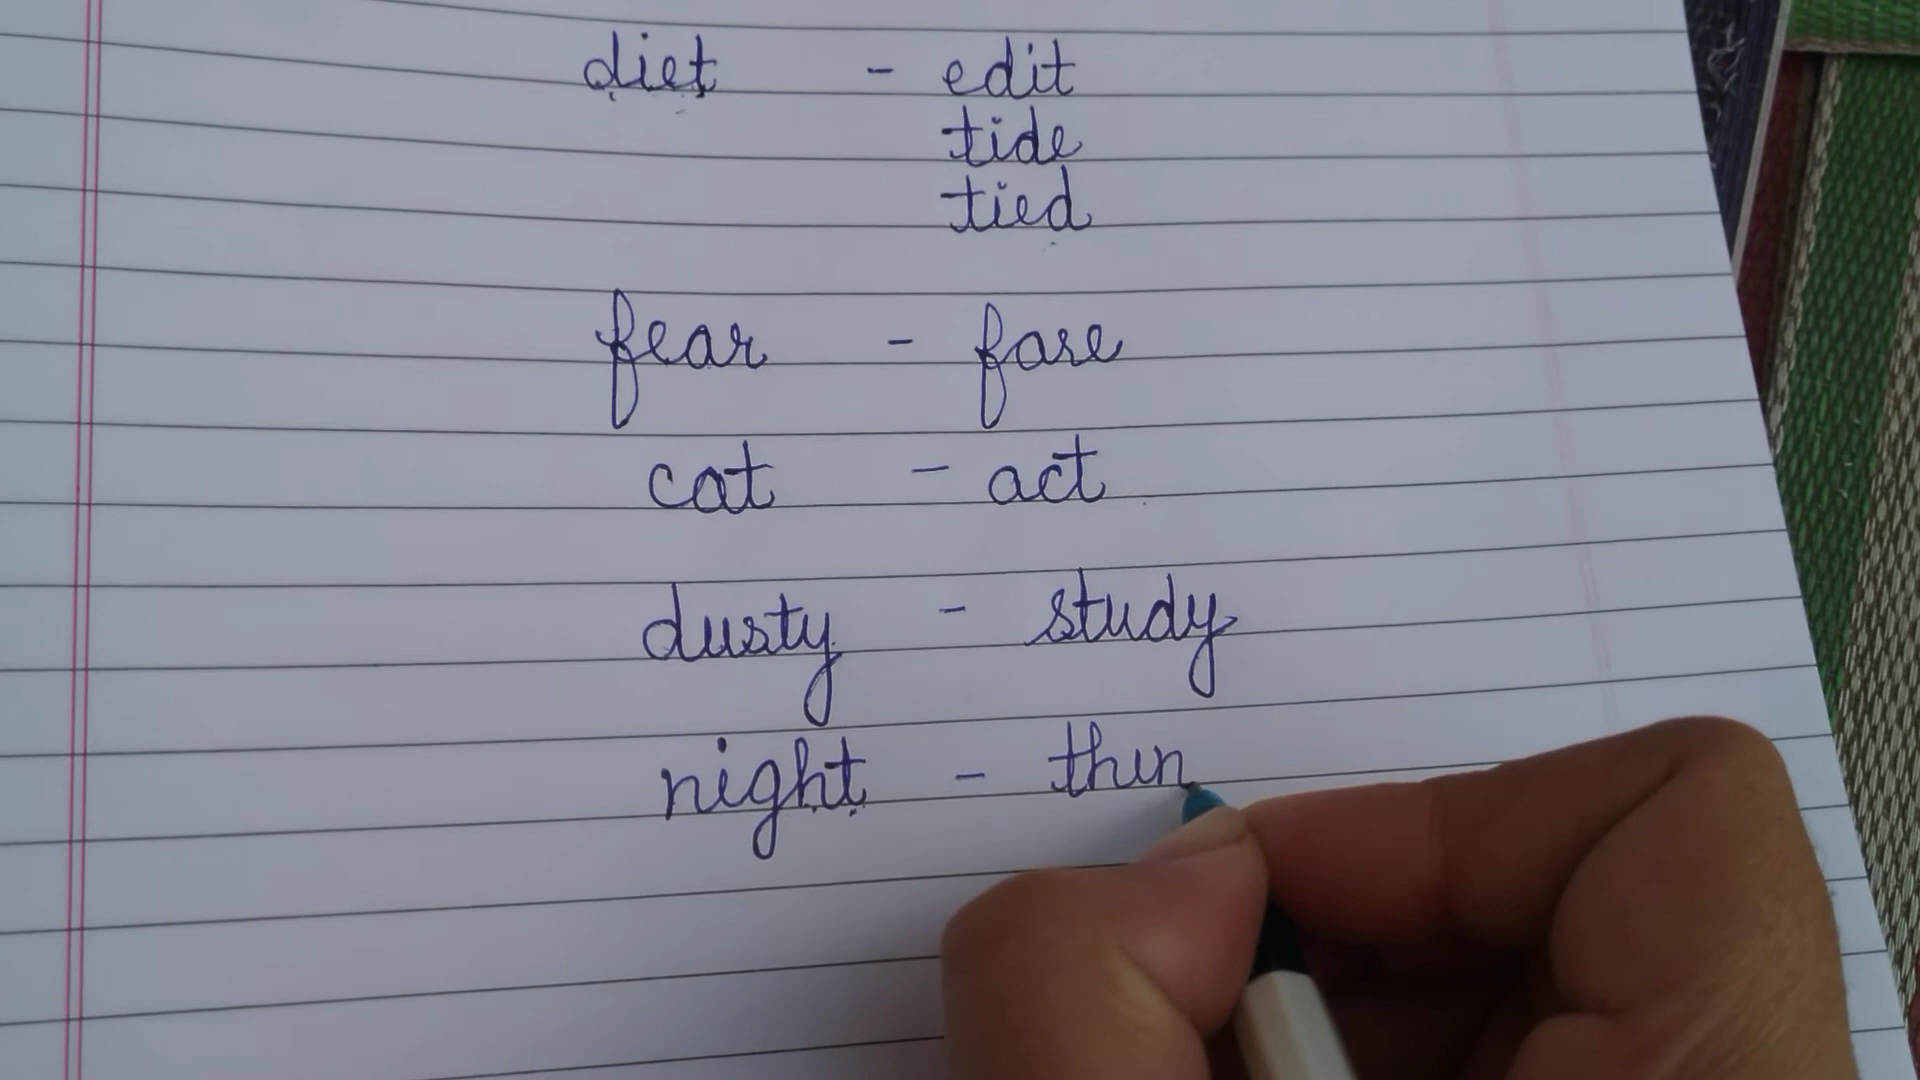 diet - edit
tide
tied
fear - fare
cat - act
dusty - study
night - thin